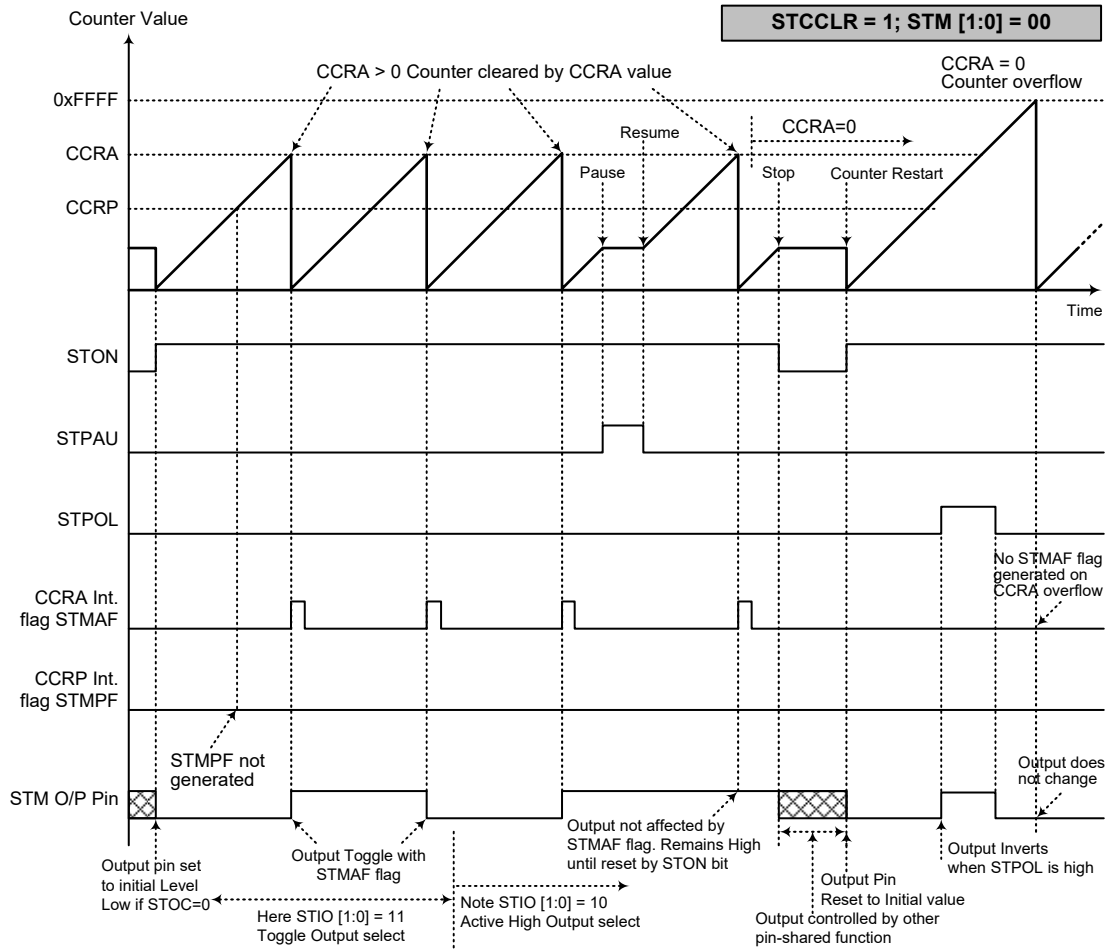 Counter Value
STCCLR = 1; STM [1:0] = 00
CCRA > 0 Counter cleared by CCRA value
CCRA = 0
Counter overflow
0xFFFF
CCRA
CCRP
Resume
CCRA=0
Pause
Stop
Counter Restart
Time
STON
STPAU
STPOL
No STMAF flag
generated on
CCRA overflow
CCRA Int.
flag STMAF
CCRP Int.
flag STMPF
STMPF not
generated
Output does
not change
STM O/P Pin
Output pin set
to initial Level
Low if STOC=0
Output Toggle with
STMAF flag
Output not affected by
STMAF flag. Remains High
until reset by STON bit
Output Inverts
when STPOL is high
Output Pin
Reset to Initial value
Here STIO [1:0] = 11
Toggle Output select
Note STIO [1:0] = 10
Active High Output select
Output controlled by other
pin-shared function